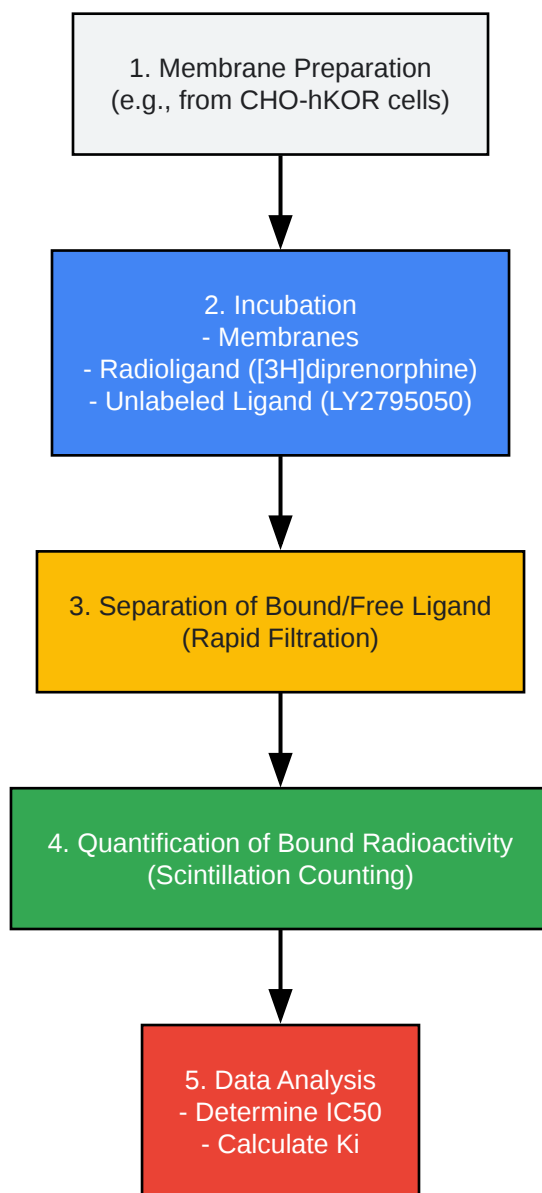 1. Membrane Preparation
(e.g., from CHO-hKOR cells)
2. Incubation
- Membranes
- Radioligand ([3H]diprenorphine)
- Unlabeled Ligand (LY2795050)
3. Separation of Bound/Free Ligand
(Rapid Filtration)
4. Quantification of Bound Radioactivity
(Scintillation Counting)
5. Data Analysis
- Determine IC50
- Calculate Ki